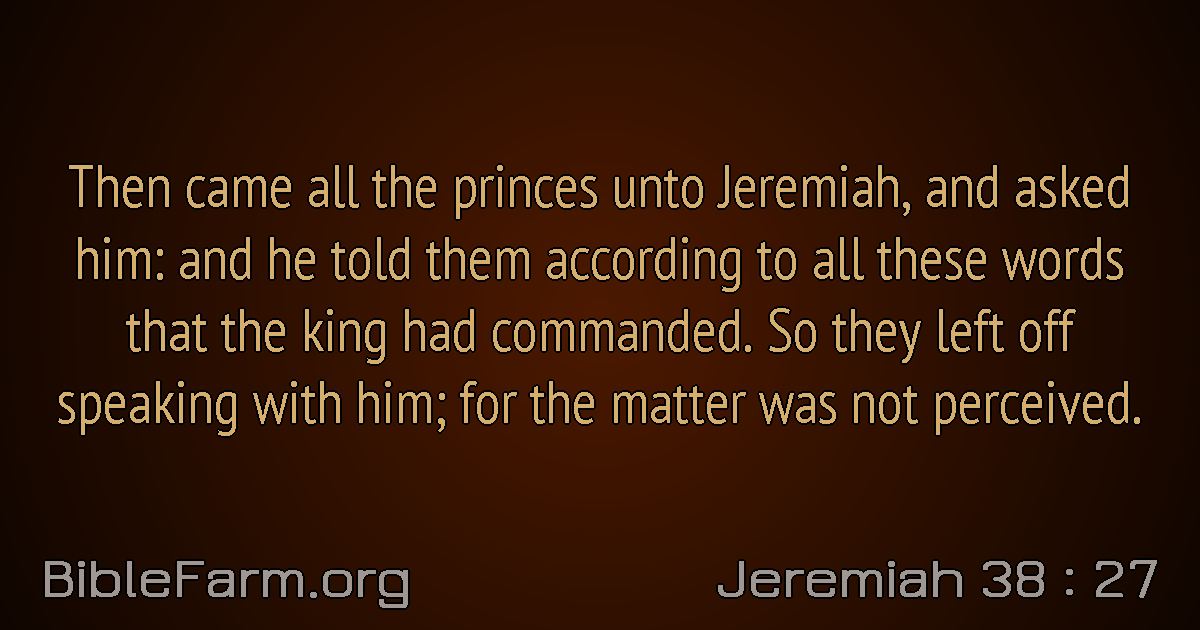 Then came all the princes unto Jeremiah, and asked
him: and he told them according to all these words
that the king had commanded. So they left off
speaking with him; for the matter was not perceived.
BibleFarm.org
Jeremiah 38 : 27